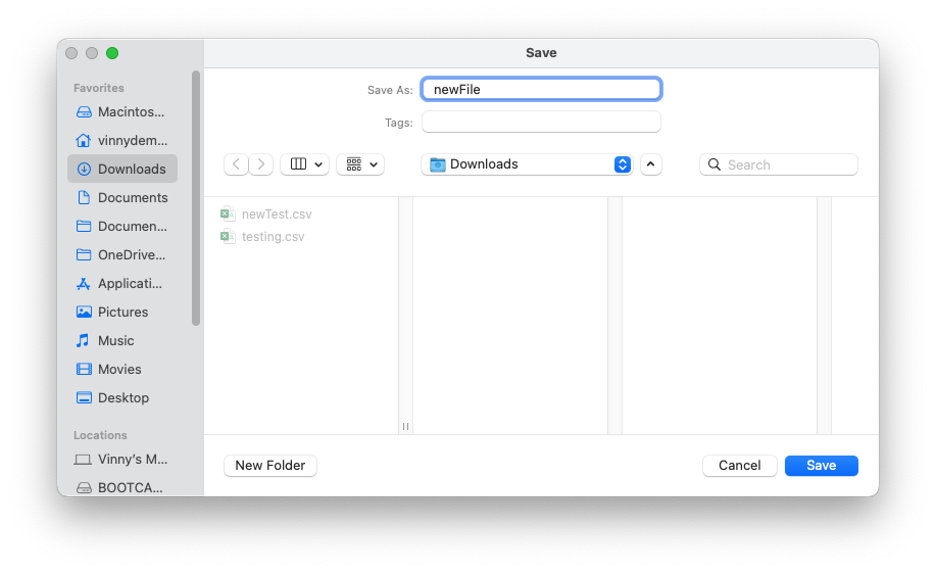 Save
Favorites
Macintos...
vinnydem...
Downloads
Documents
Documen...
OneDrive...
Applicati...
Pictures
Music
Movies
Desktop
Locations
Vinny's M...
BOOTCA...
Save As: newFile
Tags:
Downloads
Search
newTest.csv
testing.csv
New Folder
Cancel
Save